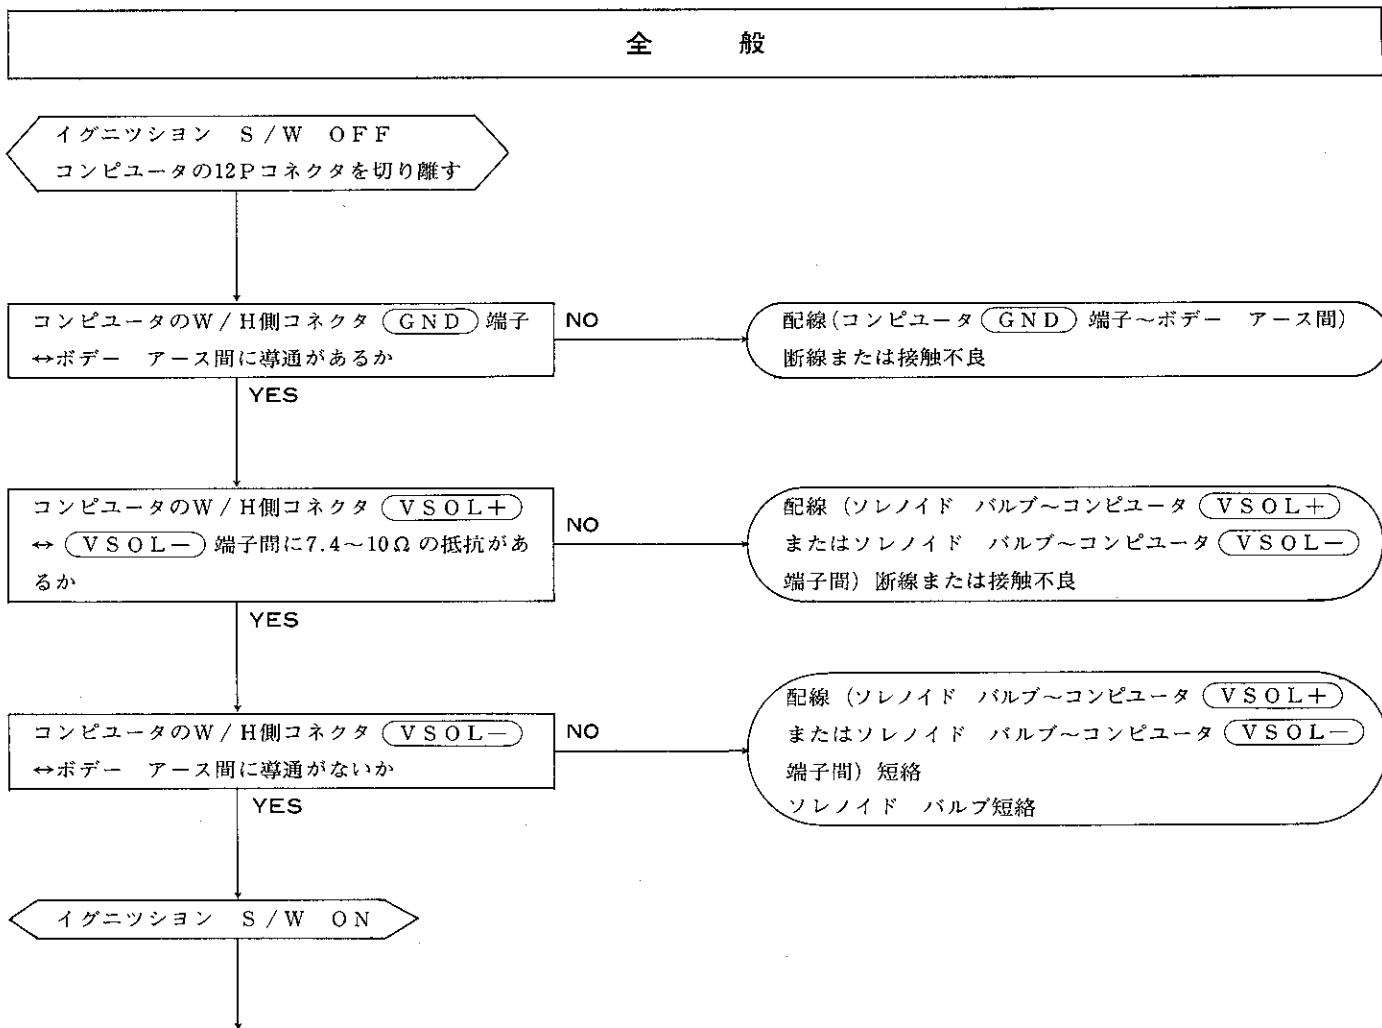 全 般
イグニツシヨン S/W OFF
コンピユータの12Pコネクタを切り離す
コンピユータのW/H側コネクタ GND 端子
↔ボデー アース間に導通があるか
NO
配線(コンピユータ GND 端子～ボデー アース間)
断線または接触不良
YES
コンピユータのW/H側コネクタ VSOL+
↔ VSOL− 端子間に7.4～10Ωの抵抗があ
るか
NO
配線(ソレノイド バルブ～コンピユータ VSOL+
またはソレノイド バルブ～コンピユータ VSOL−
端子間)断線または接触不良
YES
コンピユータのW/H側コネクタ VSOL−
↔ボデー アース間に導通がないか
NO
配線(ソレノイド バルブ～コンピユータ VSOL+
またはソレノイド バルブ～コンピユータ VSOL−
端子間)短絡
ソレノイド バルブ短絡
YES
イグニツシヨン S/W ON